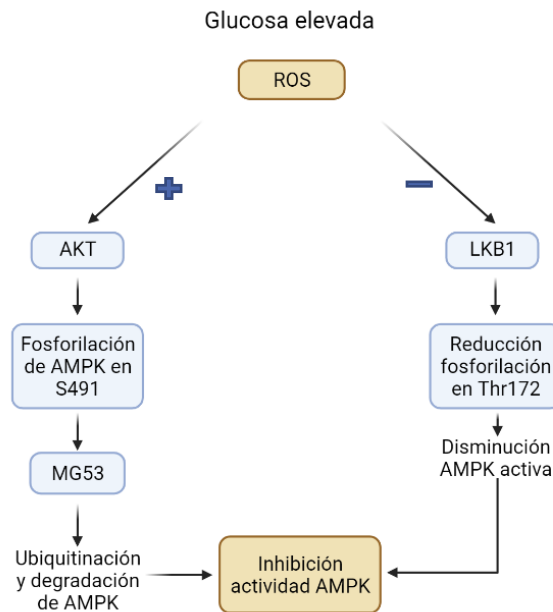 Glucosa elevada
ROS
AKT
LKB1
Fosforilación
de AMPK en
S491
Reducción
fosforilación
en Thr172
MG53
Disminución
AMPK activa
Ubiquitinación
y degradación
de AMPK
Inhibición
actividad AMPK